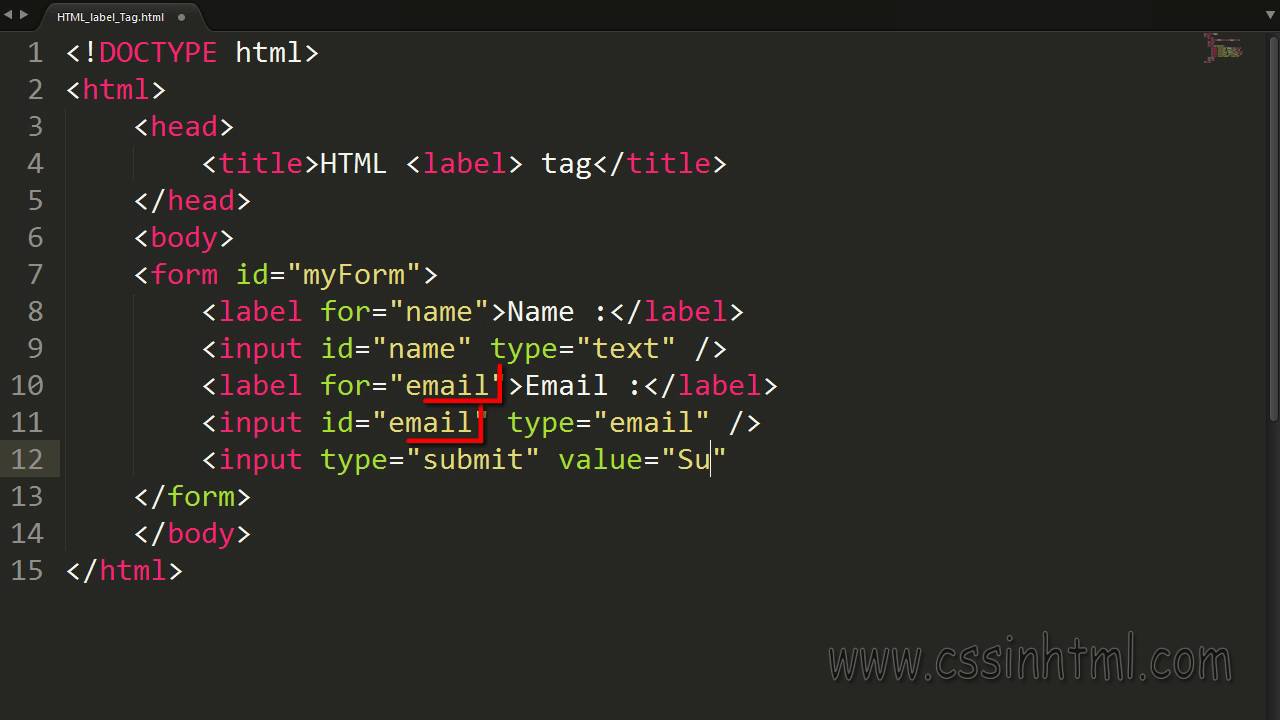 HTML_label_Tag.html
1 <!DOCTYPE html>
2 <html>
3 <head>
4 <title>HTML <label> tag</title>
5 </head>
6 <body>
7 <form id="myForm">
8 <label for="name">Name :</label>
9 <input id="name" type="text" />
10 <label for="email">Email :</label>
11 <input id="email" type="email" />
12 <input type="submit" value="Su"
13 </form>
14 </body>
15 </html>
www.cssinhtml.com